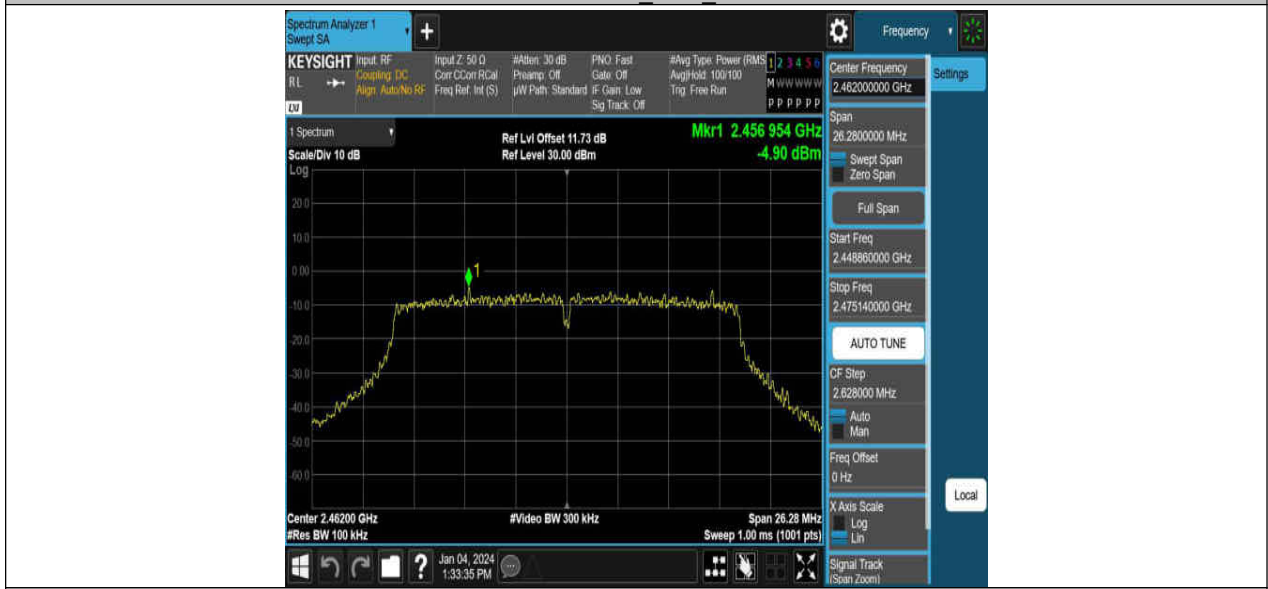 Spectrum Analyzer 1
Swept SA
+
Frequency
KEYSIGHT
RL
LXI
Input: RF
Coupling: DC
Align: Auto/No RF
Input Z: 50 Ω
Corr CCorr RCal
Freq Ref: Int (S)
#Atten: 30 dB
Preamp: Off
µW Path: Standard
PNO: Fast
Gate: Off
IF Gain: Low
Sig Track: Off
#Avg Type: Power (RMS
Avg|Hold: 100/100
Trig: Free Run
1 2 3 4 5 6
M W W W W W
P P P P P P
1 Spectrum
Scale/Div 10 dB
Log
Ref Lvl Offset 11.73 dB
Ref Level 30.00 dBm
Mkr1 2.456 954 GHz
-4.90 dBm
20.0
10.0
0.00
-10.0
-20.0
-30.0
-40.0
-50.0
-60.0
1
Center 2.46200 GHz
#Res BW 100 kHz
#Video BW 300 kHz
Span 26.28 MHz
Sweep 1.00 ms (1001 pts)
?
Jan 04, 2024
1:33:35 PM
Center Frequency
2.462000000 GHz
Span
26.2800000 MHz
Swept Span
Zero Span
Full Span
Start Freq
2.448860000 GHz
Stop Freq
2.475140000 GHz
AUTO TUNE
CF Step
2.628000 MHz
Auto
Man
Freq Offset
0 Hz
X Axis Scale
Log
Lin
Signal Track
(Span Zoom)
Settings
Local